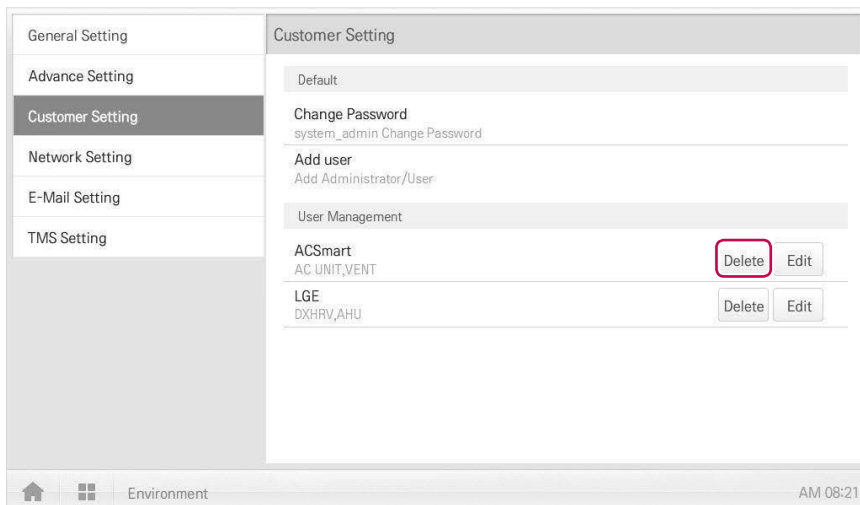 General Setting
Advance Setting
Customer Setting
Network Setting
E-Mail Setting
TMS Setting
Customer Setting
Default
Change Password
system_admin Change Password
Add user
Add Administrator/User
User Management
ACSmart
AC UNIT,VENT
Delete Edit
LGE
DXHRV,AHU
Delete Edit
Environment
AM 08:21